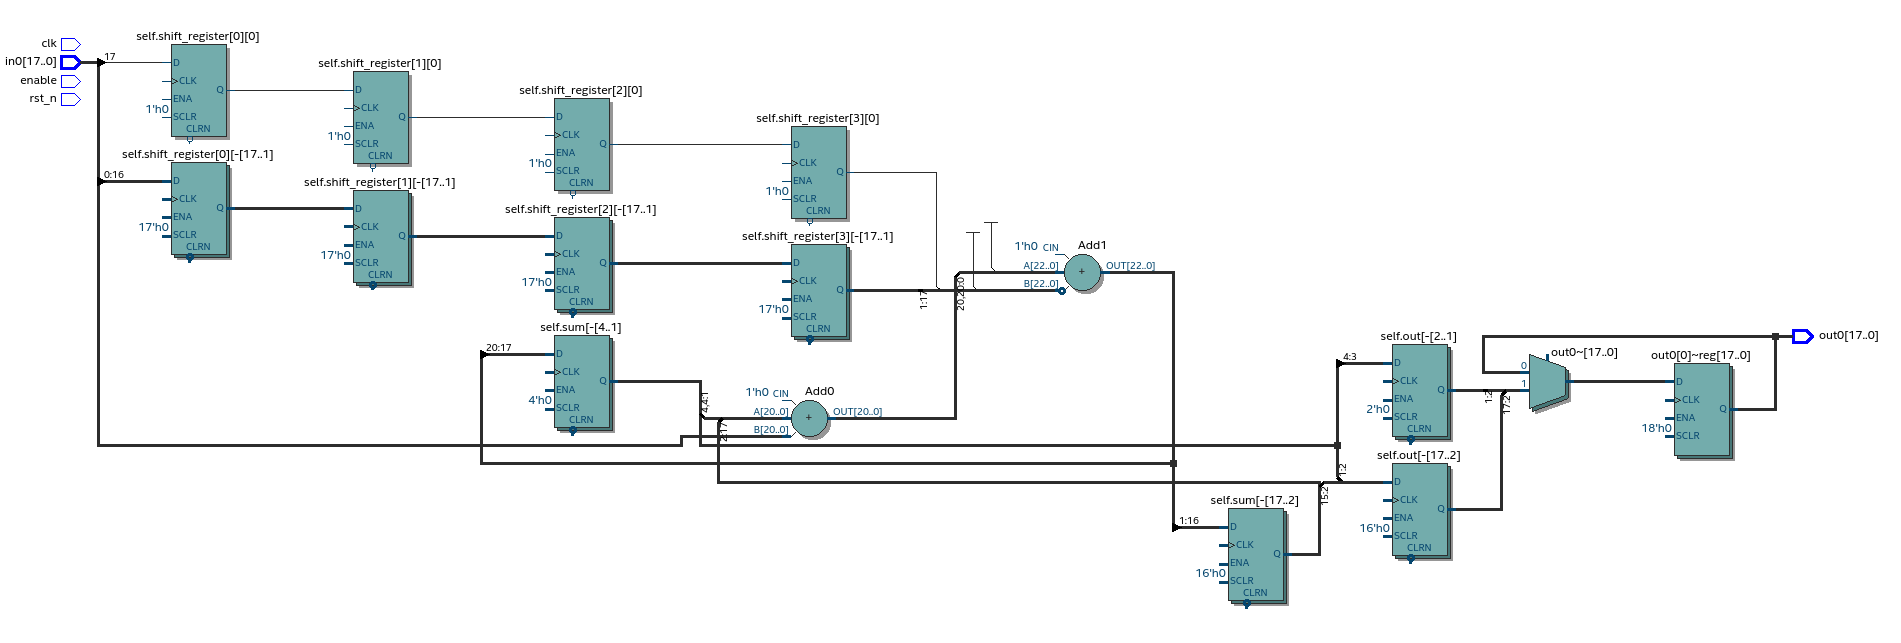 clk
in0[17..0]
enable
rst_n
17
0:16
self.shift_register[0][0]
D
CLK
ENA
1'h0
SCLR
CLRN
Q
self.shift_register[1][0]
D
CLK
ENA
1'h0
SCLR
CLRN
Q
self.shift_register[2][0]
D
CLK
ENA
1'h0
SCLR
CLRN
Q
self.shift_register[3][0]
D
CLK
ENA
1'h0
SCLR
CLRN
Q
self.shift_register[0][-[17..1]
D
CLK
ENA
17'h0
SCLR
CLRN
Q
self.shift_register[1][-[17..1]
D
CLK
ENA
17'h0
SCLR
CLRN
Q
self.shift_register[2][-[17..1]
D
CLK
ENA
17'h0
SCLR
CLRN
Q
self.shift_register[3][-[17..1]
D
CLK
ENA
17'h0
SCLR
CLRN
Q
1:17
20,20:0
Add1
1'h0 CIN
A[22..0]
B[22..0]
OUT[22..0]
+
self.sum[-[4..1]
20:17
D
CLK
ENA
4'h0
SCLR
CLRN
Q
4,4:1
2:17
Add0
1'h0 CIN
A[20..0]
B[20..0]
OUT[20..0]
+
self.sum[-[17..2]
1:16
D
CLK
ENA
16'h0
SCLR
CLRN
Q
15:2
1:2
self.out[-[2..1]
4:3
D
CLK
ENA
2'h0
SCLR
CLRN
Q
self.out[-[17..2]
D
CLK
ENA
16'h0
SCLR
CLRN
Q
1:2
17:2
out0~[17..0]
0
1
out0[0]~reg[17..0]
D
CLK
ENA
18'h0
SCLR
Q
out0[17..0]